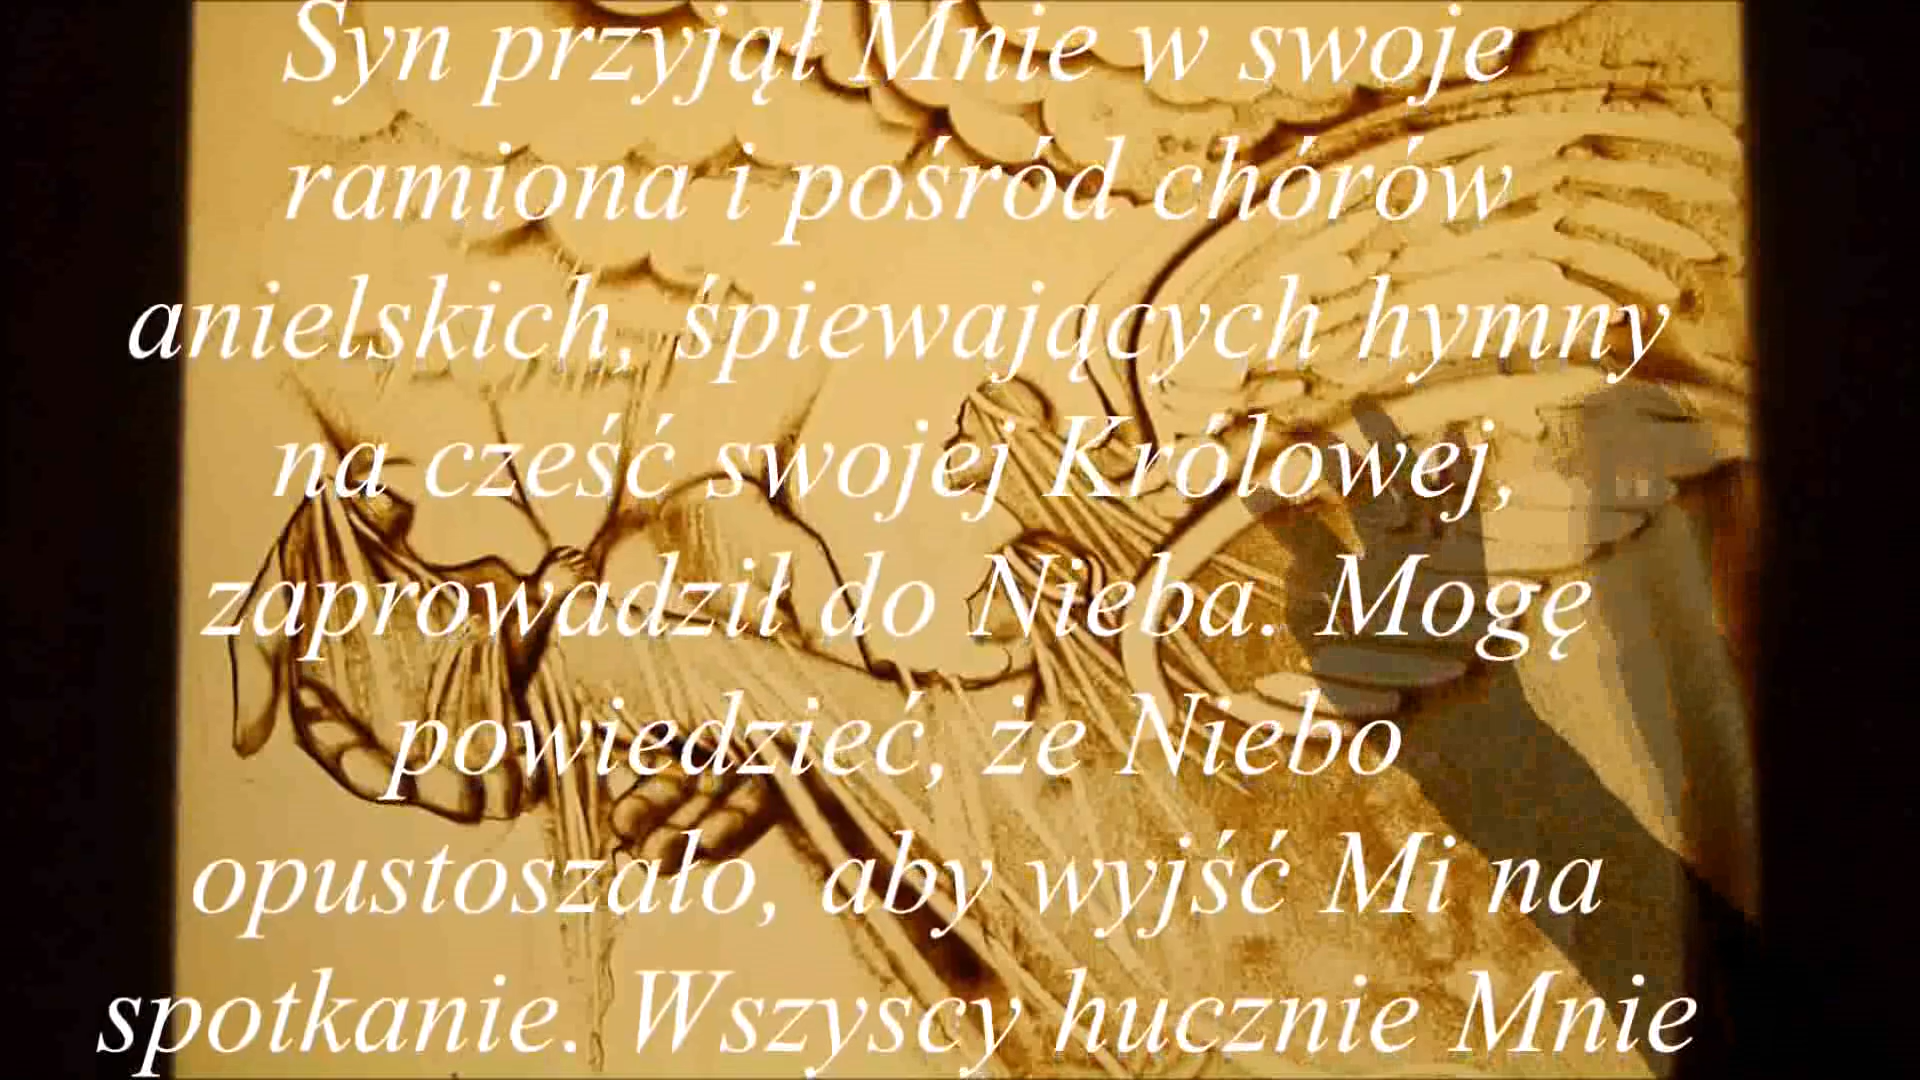 Syn przyjął Mnie w swoje
ramiona i pośród chórów
anielskich, śpiewających hymny
na cześć swojej Królowej,
zaprowadził do Nieba. Mogę
powiedzieć, że Niebo
opustoszało, aby wyjść Mi na
spotkanie. Wszyscy hucznie Mnie